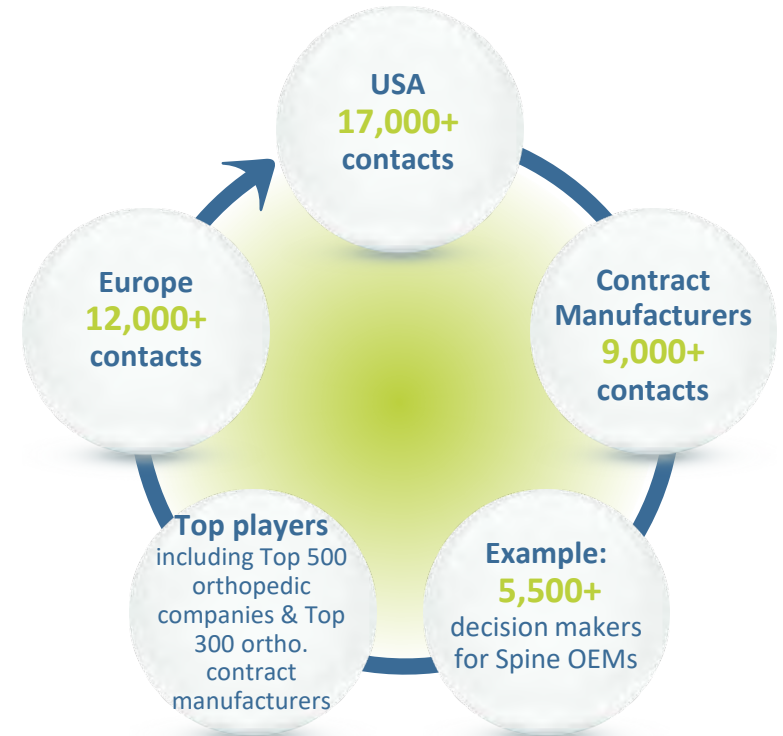 USA
17,000+
contacts
Contract
Manufacturers
9,000+
contacts
Example:
5,500+
decision makers
for Spine OEMs
Top players
including Top 500
orthopedic
companies & Top
300 ortho.
contract
manufacturers
Europe
12,000+
contacts